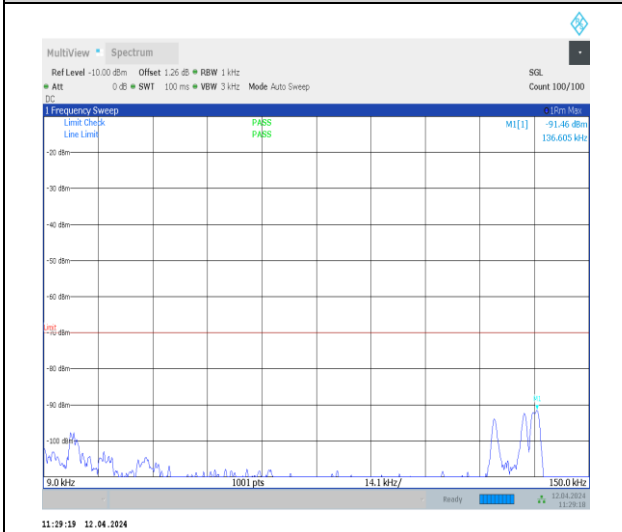 MultiView Spectrum
Ref Level -10.00 dBm Offset 1.26 dB RBW 1 kHz SGL
Att 0 dB SWT 100 ms VBW 3 kHz Mode Auto Sweep Count 100/100
DC
1 Frequency Sweep 1Rm Max
Limit Check PASS M1[1] -91.46 dBm
Line Limit PASS 136.605 kHz
-20 dBm
-30 dBm
-40 dBm
-50 dBm
-60 dBm
Limit
-70 dBm
-80 dBm
-90 dBm
M1
-100 dBm
9.0 kHz 1001 pts 14.1 kHz/ 150.0 kHz
Ready 12.04.2024
11:29:18
11:29:19 12.04.2024